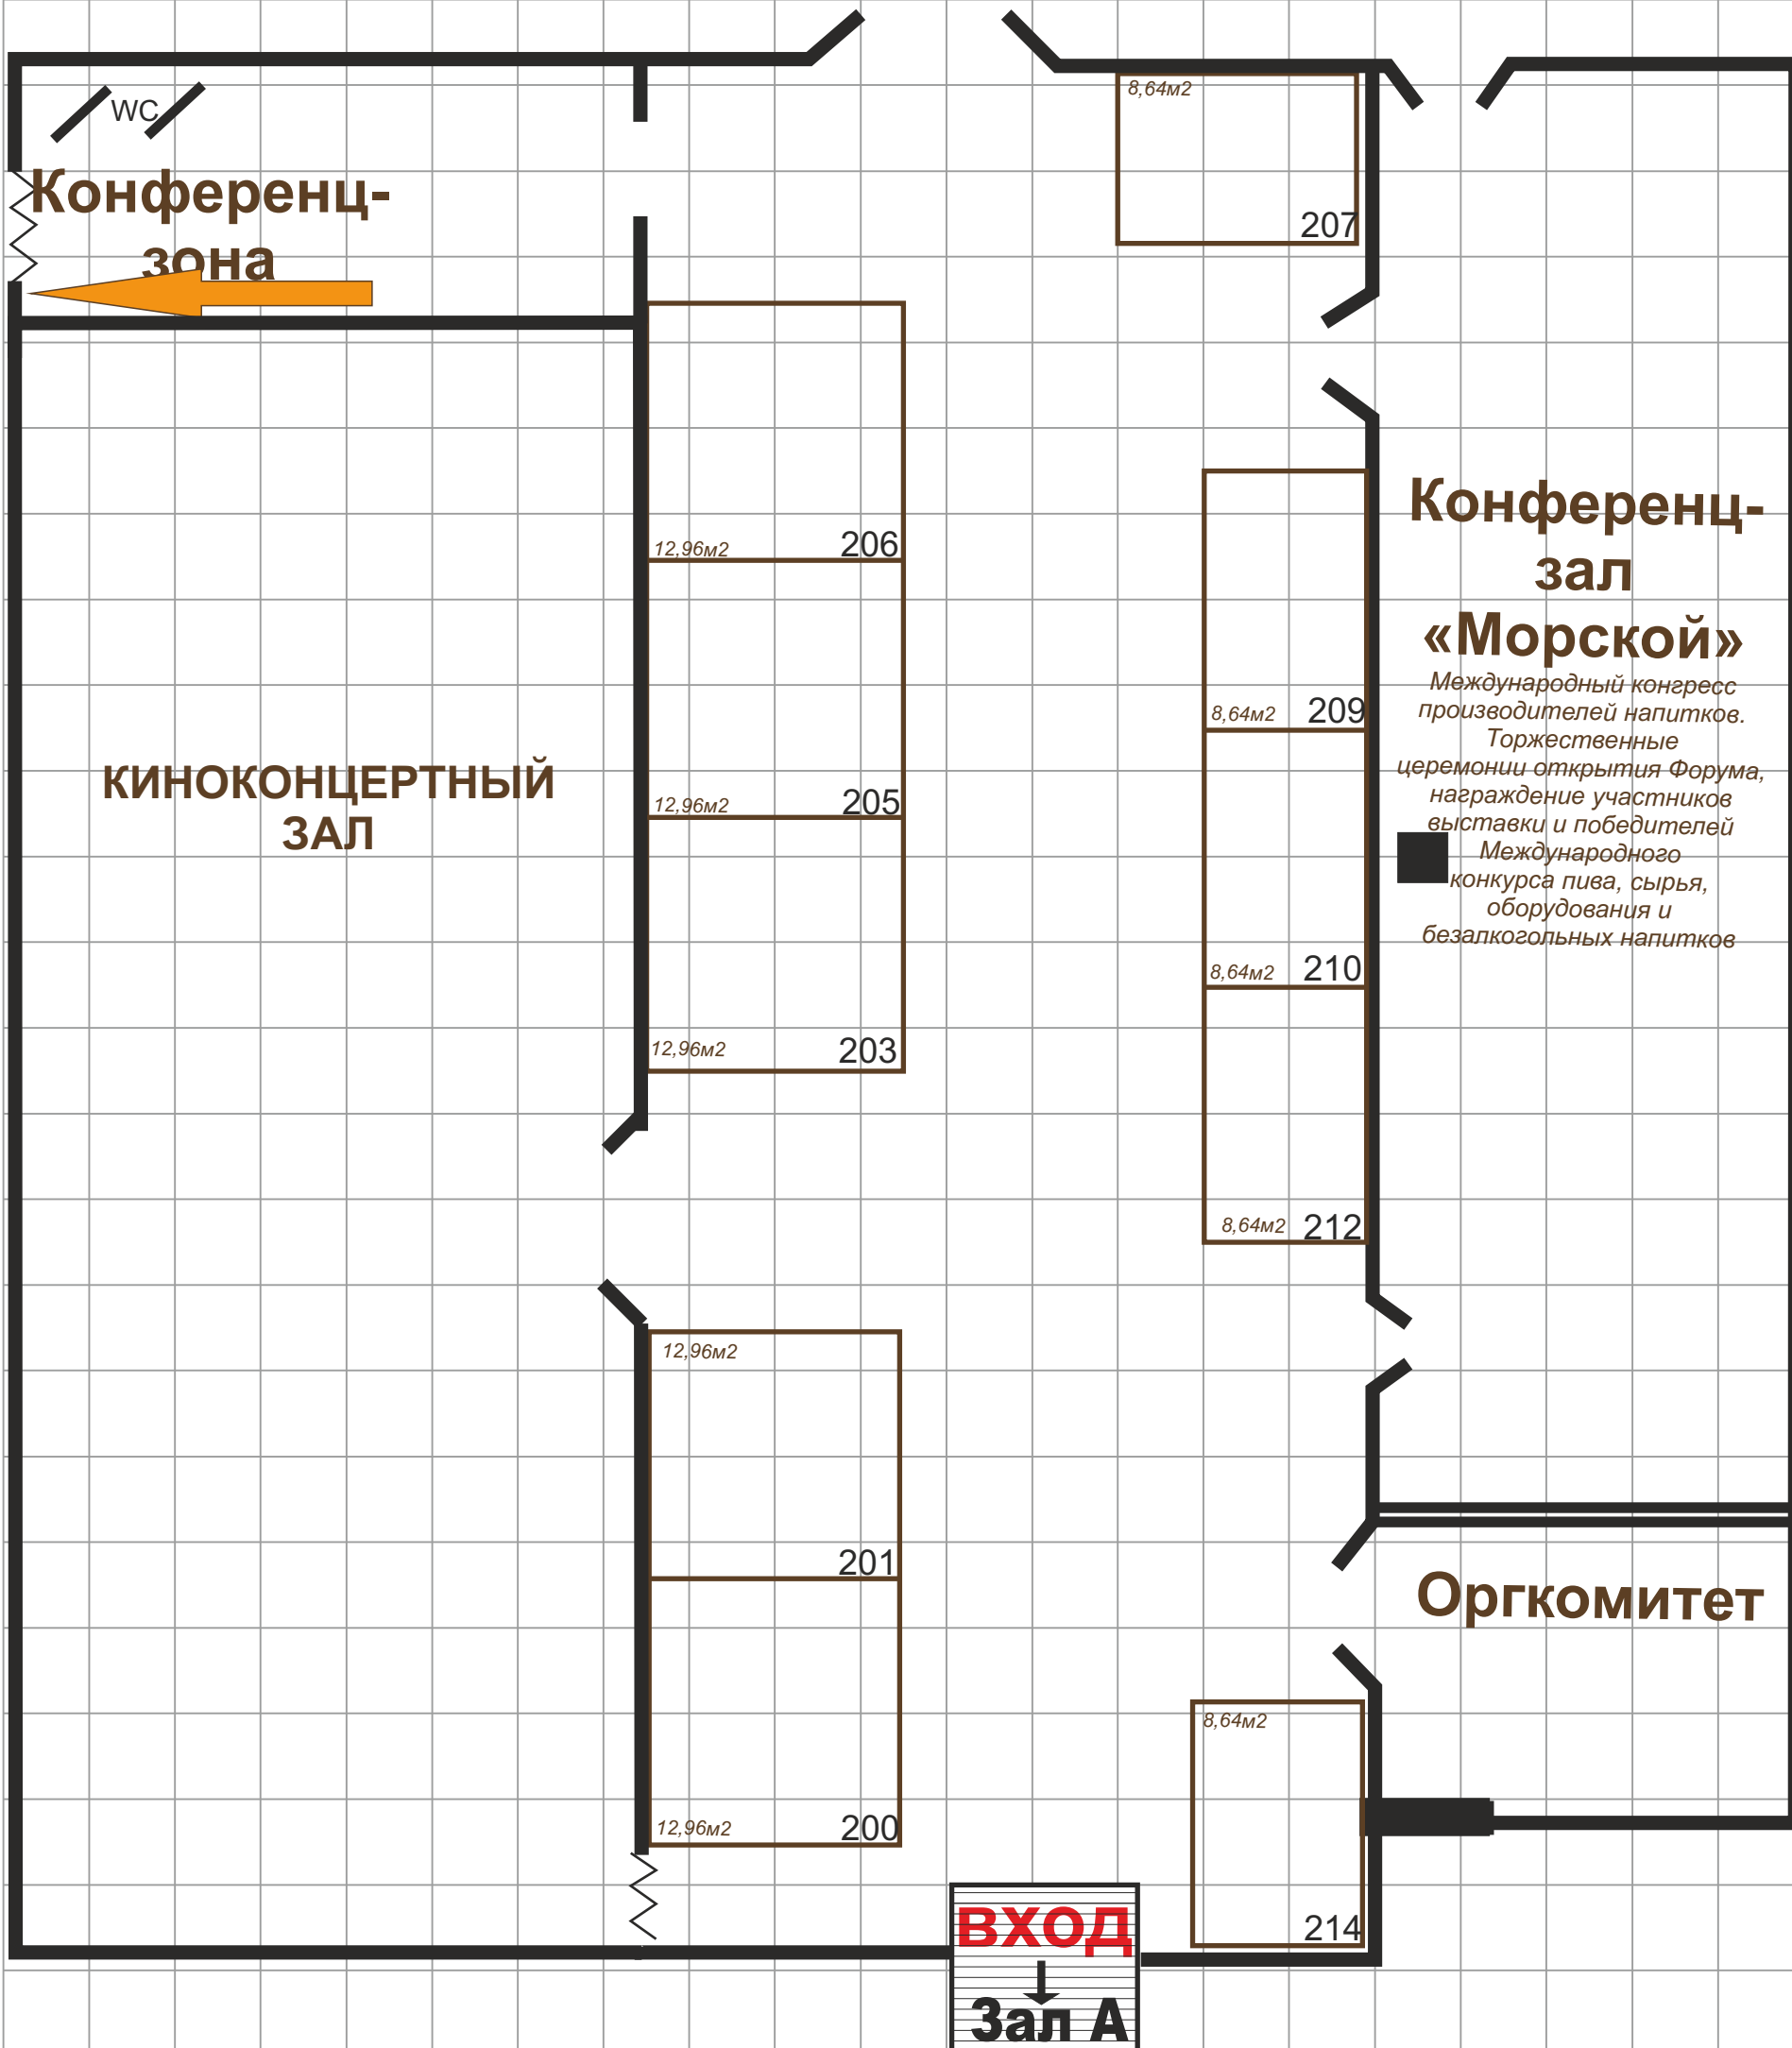 WC
Конференц-
зона
8,64м2
207
12,96м2
206
Конференц-
зал
«Морской»
Международный конгресс
производителей напитков.
Торжественные
церемонии открытия Форума,
награждение участников
выставки и победителей
Международного
конкурса пива, сырья,
оборудования и
безалкогольных напитков
8,64м2
209
КИНОКОНЦЕРТНЫЙ
ЗАЛ
12,96м2
205
8,64м2
210
12,96м2
203
8,64м2
212
12,96м2
201
Оргкомитет
8,64м2
12,96м2
200
214
ВХОД
Зал А